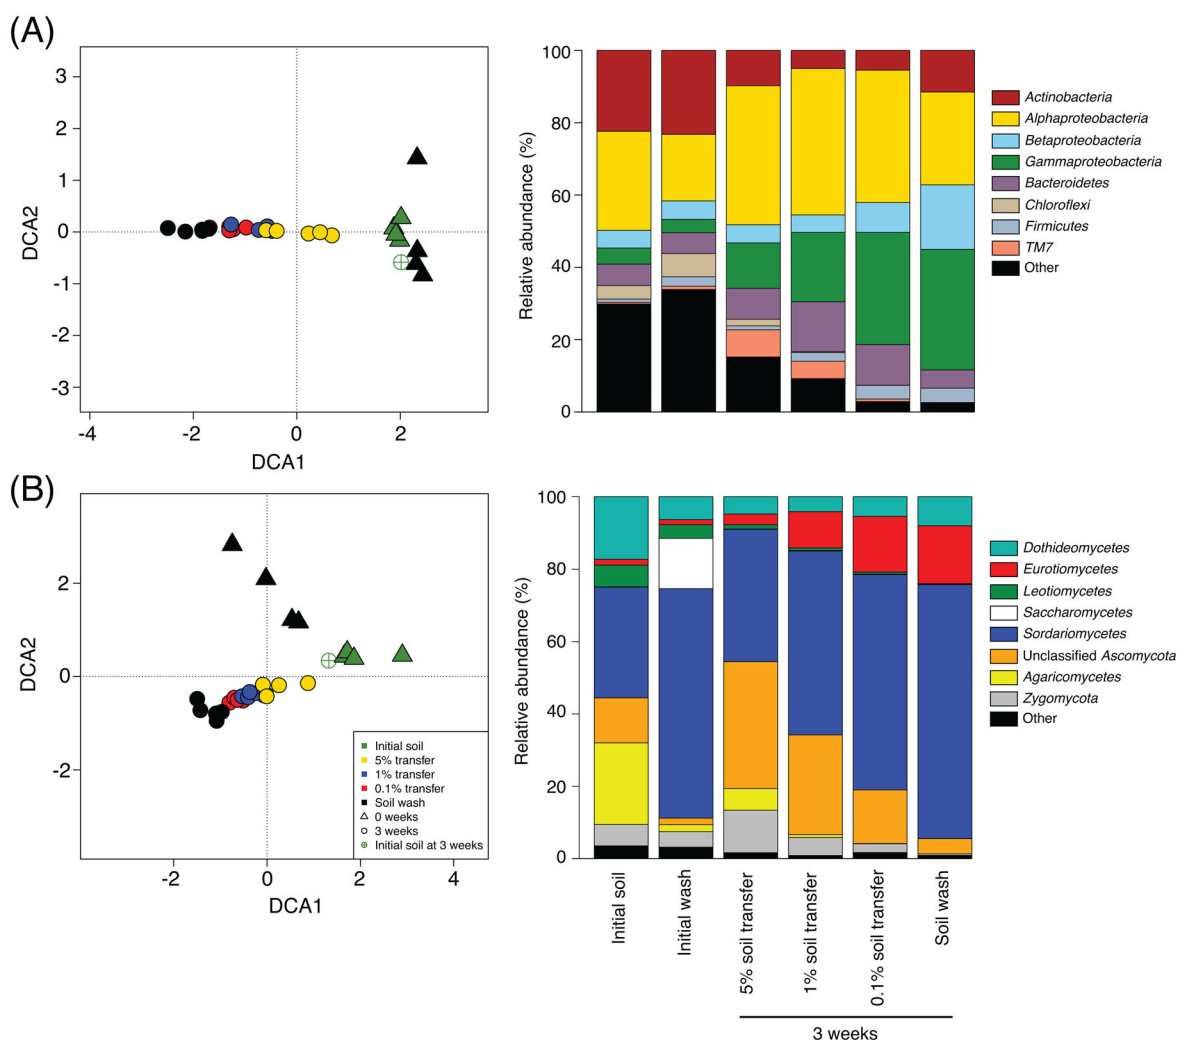 (A)
3
2
1
0
-1
-2
-3
DCA2
-4
-2
0
2
DCA1
100
80
60
40
20
0
Relative abundance (%)
Actinobacteria
Alphaproteobacteria
Betaproteobacteria
Gammaproteobacteria
Bacteroidetes
Chloroflexi
Firmicutes
TM7
Other
(B)
2
0
-2
DCA2
-2
0
2
4
DCA1
Initial soil
5% transfer
1% transfer
0.1% transfer
Soil wash
0 weeks
3 weeks
Initial soil at 3 weeks
100
80
60
40
20
0
Relative abundance (%)
Dothideomycetes
Eurotiomycetes
Leotiomycetes
Saccharomycetes
Sordariomycetes
Unclassified Ascomycota
Agaricomycetes
Zygomycota
Other
Initial soil
Initial wash
5% soil transfer
1% soil transfer
0.1% soil transfer
Soil wash
3 weeks